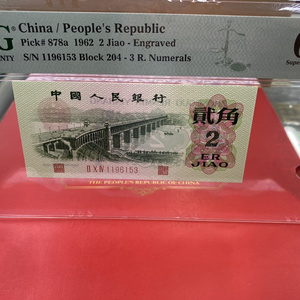 China / People's Republic
Pick# 878a 1962 2 Jiao - Engraved
S/N 1196153 Block 204 - 3 R. Numerals
中國人民銀行
貳角
2
ER
JIAO
1196153
THE PEOPLE'S REPUBLIC OF CHINA